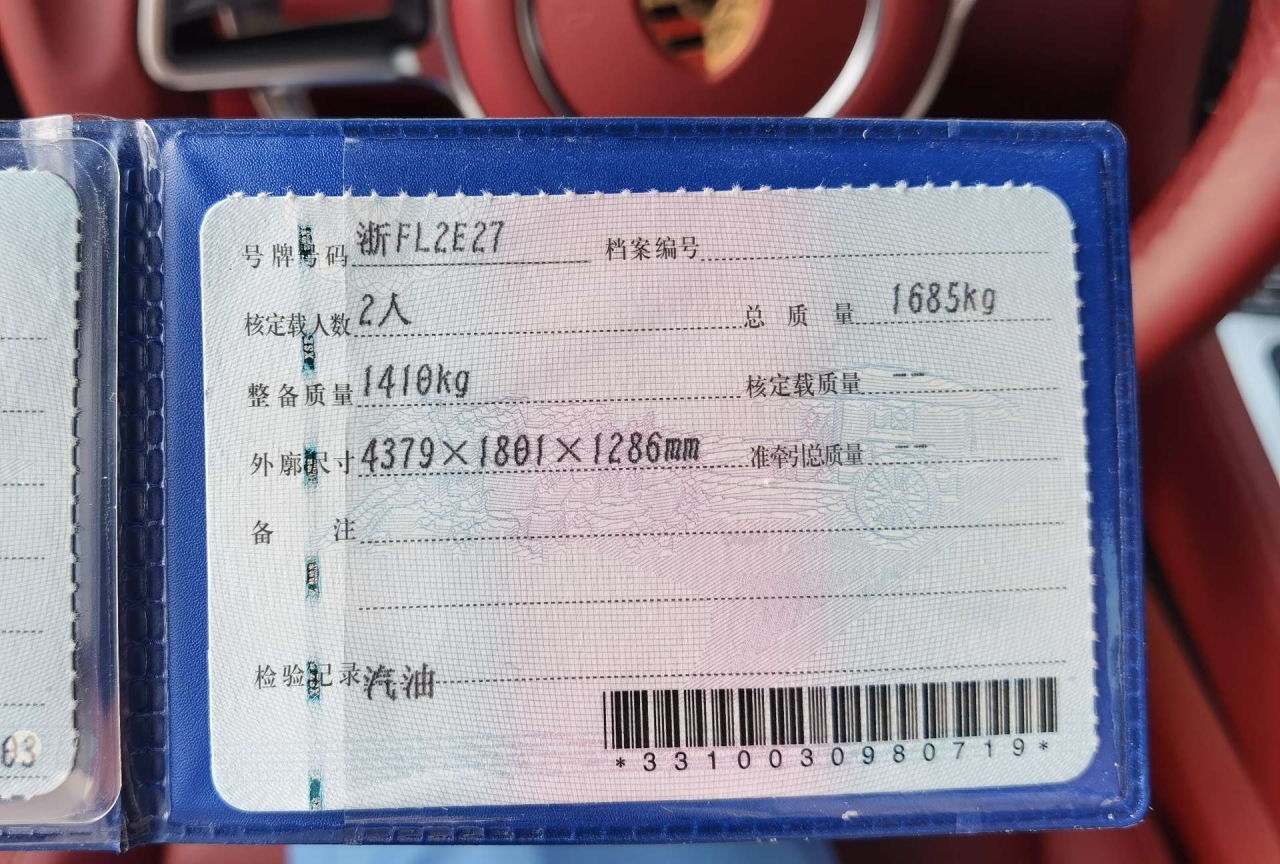 号牌号码 浙FL2E27 档案编号
核定载人数 2人 总质量 1685kg
整备质量 1410kg 核定载质量 --
外廓尺寸 4379×1801×1286mm 准牵引总质量 --
备注
检验记录 汽油
*3310030980719*
03